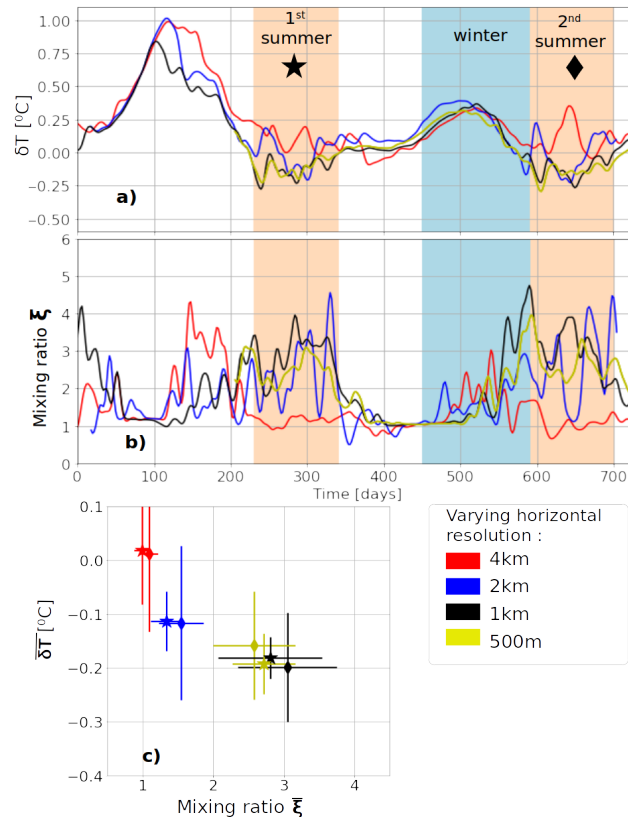 1.00
0.75
0.50
0.25
0.00
−0.25
−0.50
δT [⁰C]
1st
summer
winter
2nd
summer
a)
6
5
4
3
2
1
0
Mixing ratio ξ
b)
0 100 200 300 400 500 600 700
Time [days]
0.1
0.0
−0.1
−0.2
−0.3
−0.4
δT [⁰C]
c)
1 2 3 4
Mixing ratio ξ
Varying horizontal
resolution :
4km
2km
1km
500m